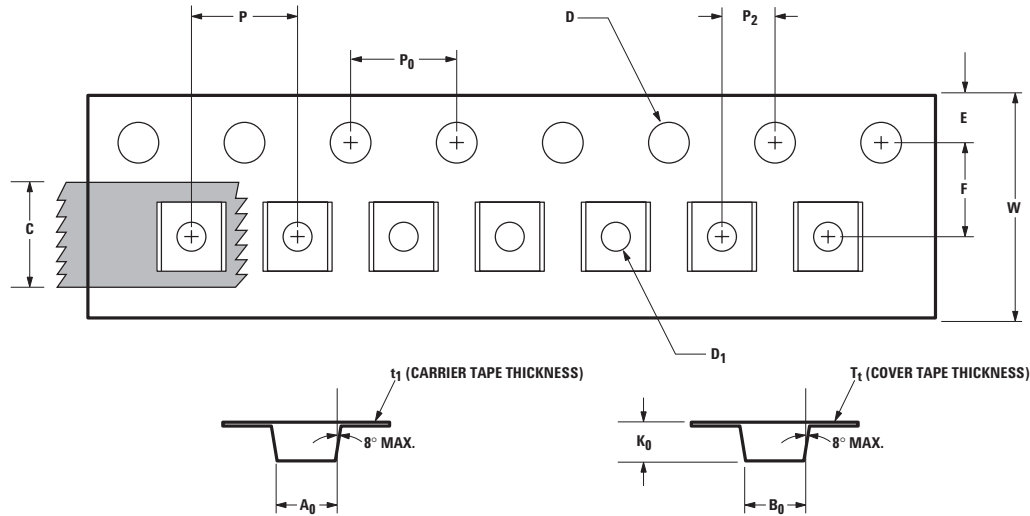 P
D
P2
P0
E
F
W
C
D1
t1 (CARRIER TAPE THICKNESS)
Tt (COVER TAPE THICKNESS)
K0
8° MAX.
8° MAX.
A0
B0